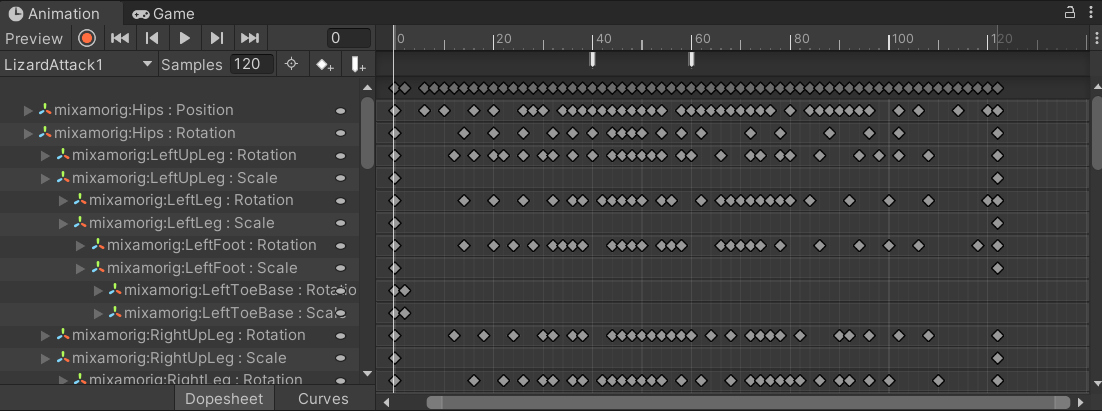 Animation Game
Preview 0 0 20 40 60 80 100 120
LizardAttack1 Samples 120
mixamorig:Hips : Position
mixamorig:Hips : Rotation
mixamorig:LeftUpLeg : Rotation
mixamorig:LeftUpLeg : Scale
mixamorig:LeftLeg : Rotation
mixamorig:LeftLeg : Scale
mixamorig:LeftFoot : Rotation
mixamorig:LeftFoot : Scale
mixamorig:LeftToeBase : Rotatio
mixamorig:LeftToeBase : Scale
mixamorig:RightUpLeg : Rotation
mixamorig:RightUpLeg : Scale
mixamorig:RightLeg : Rotation
Dopesheet Curves